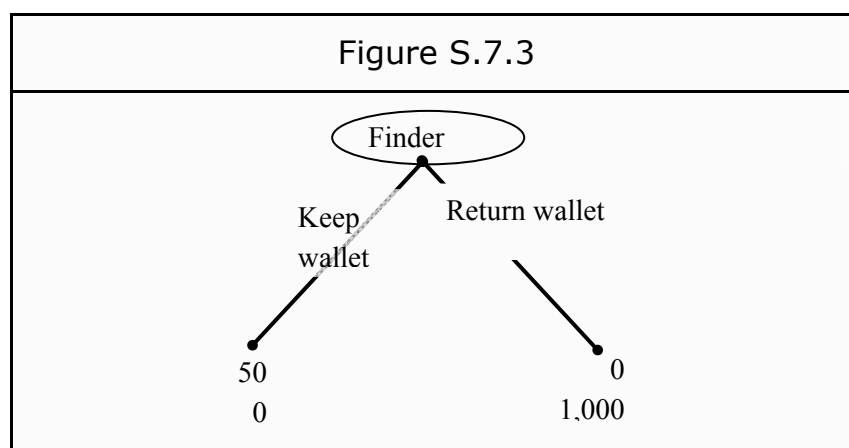 Figure S.7.3
Finder
Keep
wallet
Return wallet
50
0
0
1,000